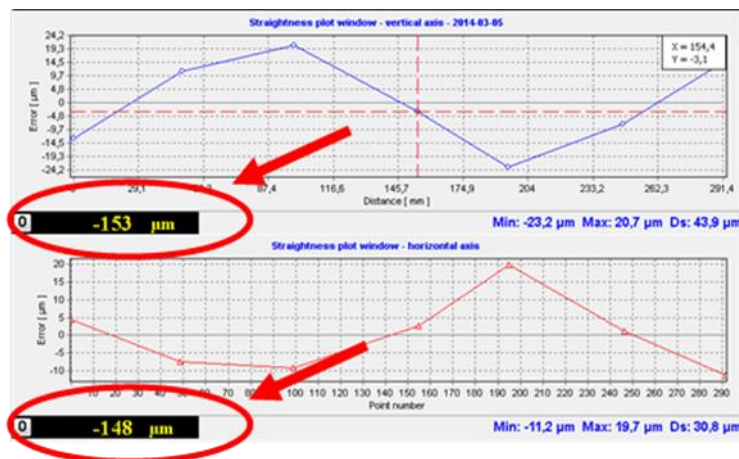 Straightness plot window - vertical axis - 2014-03-05
Error [ µm ]
24,2
19,3
14,5
9,7
4,8
0
-4,8
-9,7
-14,5
-19,3
-24,2
X = 154,4
Y = -3,1
29,1
87,4
116,6
145,7
174,9
204
233,2
262,3
291,4
Distance [ mm ]
0 -153 µm
Min: -23,2 µm Max: 20,7 µm Ds: 43,9 µm
Straightness plot window - horizontal axis
Error [ µm ]
20
15
10
5
0
-5
-10
10 20 30 40 50 60 70 80 90 100 110 120 130 140 150 160 170 180 190 200 210 220 230 240 250 260 270 280 290
Point number
0 -148 µm
Min: -11,2 µm Max: 19,7 µm Ds: 30,8 µm